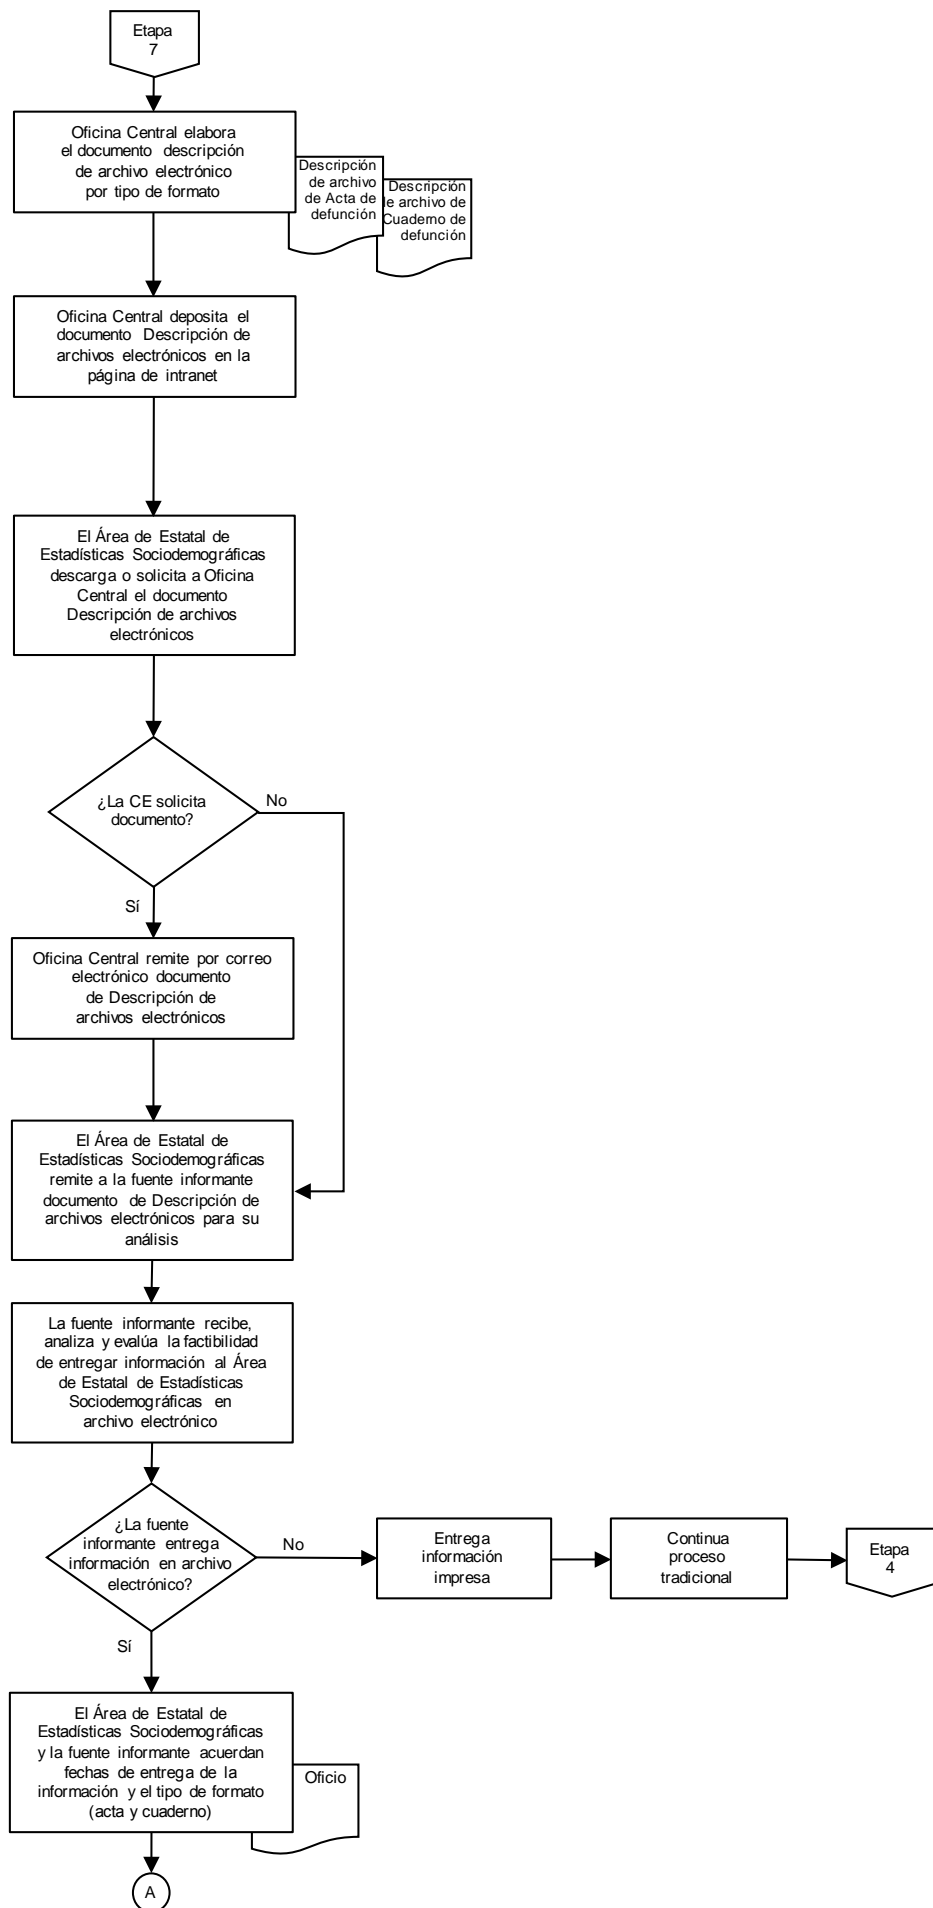 Etapa
7
Oficina Central elabora
el documento descripción
de archivo electrónico
por tipo de formato
Descripción
de archivo
de Acta de
defunción
Descripción
de archivo de
Cuaderno de
defunción
Oficina Central deposita el
documento Descripción de
archivos electrónicos en la
página de intranet
El Área de Estatal de
Estadísticas Sociodemográficas
descarga o solicita a Oficina
Central el documento
Descripción de archivos
electrónicos
¿La CE solicita
documento?
No
Sí
Oficina Central remite por correo
electrónico documento
de Descripción de
archivos electrónicos
El Área de Estatal de
Estadísticas Sociodemográficas
remite a la fuente informante
documento de Descripción de
archivos electrónicos para su
análisis
La fuente informante recibe,
analiza y evalúa la factibilidad
de entregar información al Área
de Estatal de Estadísticas
Sociodemográficas en
archivo electrónico
¿La fuente
informante entrega
información en archivo
electrónico?
No
Entrega
información
impresa
Continua
proceso
tradicional
Etapa
4
Sí
El Área de Estatal de
Estadísticas Sociodemográficas
y la fuente informante acuerdan
fechas de entrega de la
información y el tipo de formato
(acta y cuaderno)
Oficio
A